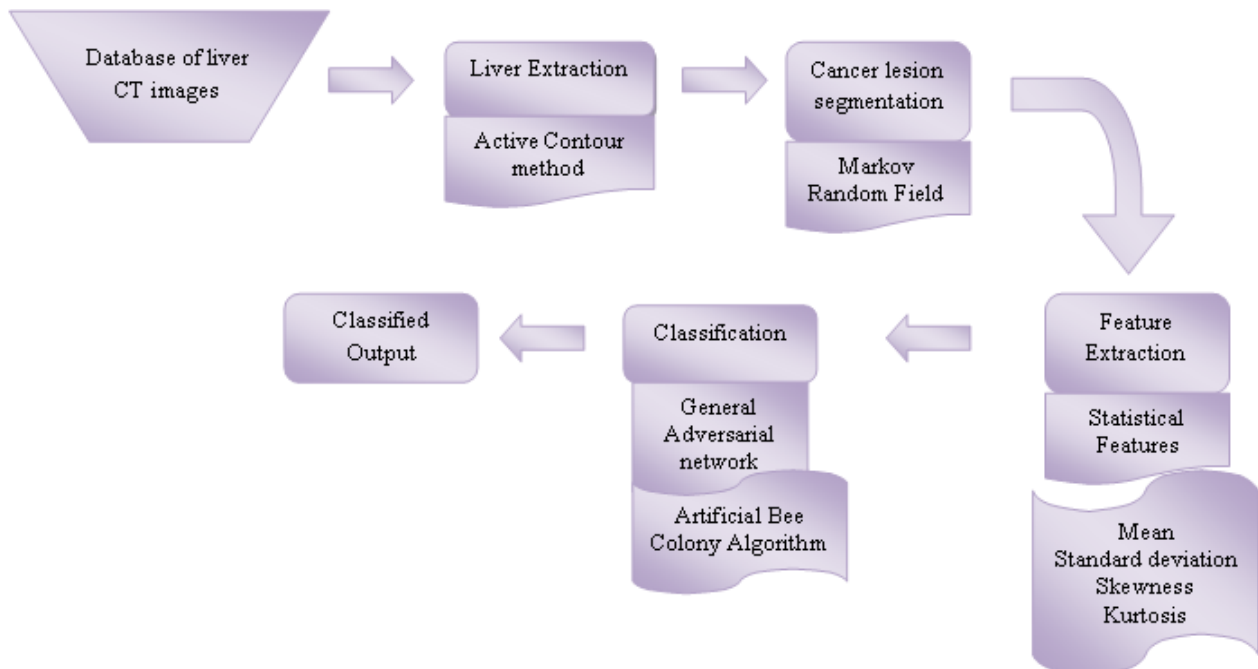 Database of liver
CT images
Liver Extraction
Active Contour
method
Cancer lesion
segmentation
Markov
Random Field
Feature
Extraction
Statistical
Features
Mean
Standard deviation
Skewness
Kurtosis
Classification
General
Adversarial
network
Artificial Bee
Colony Algorithm
Classified
Output